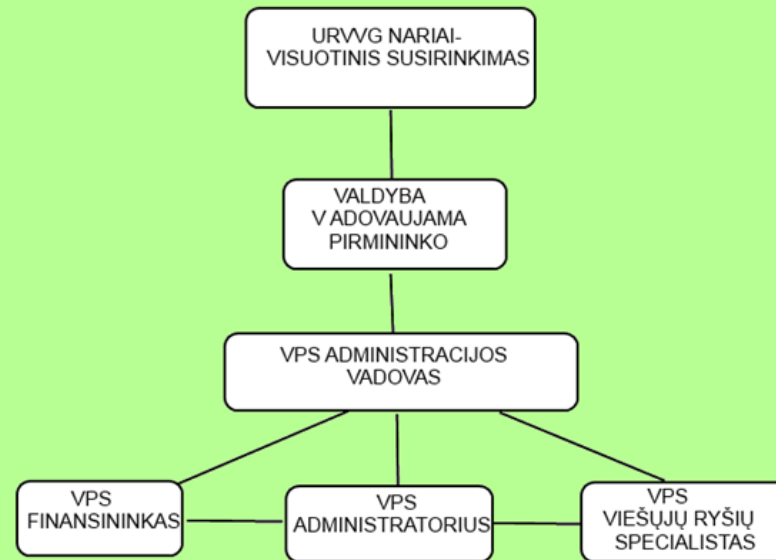 URVVG NARIAI-
VISUOTINIS SUSIRINKIMAS
VALDYBA
V ADOVAUJAMA
PIRMININKO
VPS ADMINISTRACIJOS
VADOVAS
VPS
FINANSININKAS
VPS
ADMINISTRATORIUS
VPS
VIEŠŲJŲ RYŠIŲ
SPECIALISTAS